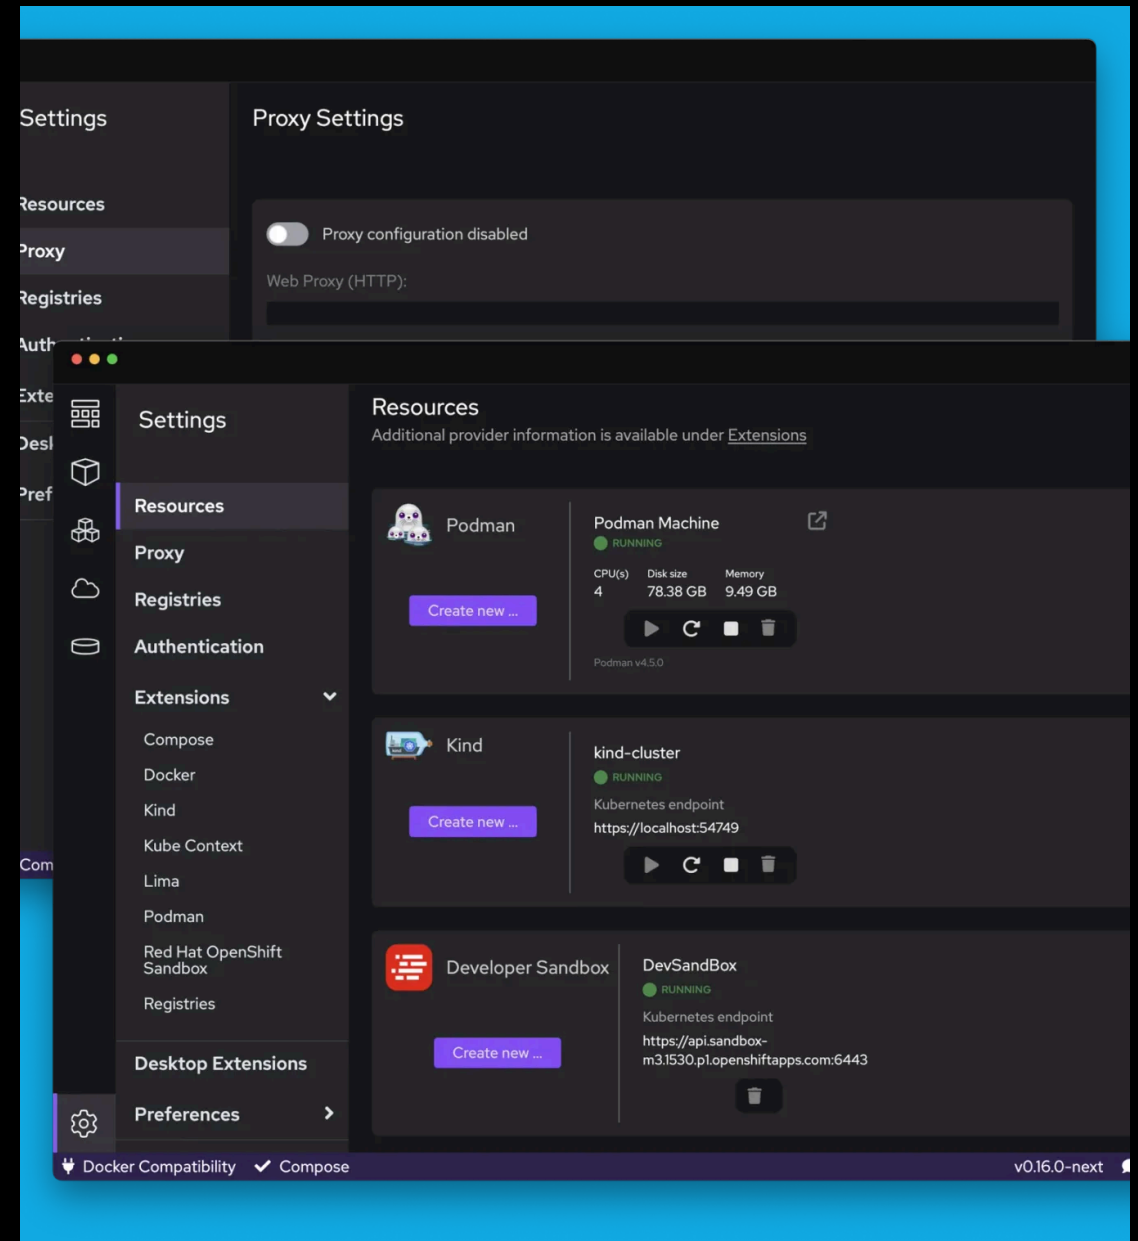 Settings
Proxy Settings
Resources
Proxy
Registries
Proxy configuration disabled
Web Proxy (HTTP):
Settings
Resources
Proxy
Registries
Authentication
Extensions
Compose
Docker
Kind
Kube Context
Lima
Podman
Red Hat OpenShift
Sandbox
Registries
Desktop Extensions
Preferences
Resources
Additional provider information is available under Extensions
Podman
Create new ...
Podman Machine
RUNNING
CPU(s) Disk size Memory
4 78.38 GB 9.49 GB
Podman v4.5.0
Kind
Create new ...
kind-cluster
RUNNING
Kubernetes endpoint
https://localhost:54749
Developer Sandbox
Create new ...
DevSandBox
RUNNING
Kubernetes endpoint
https://api.sandbox-
m3.1530.p1.openshiftapps.com:6443
Com
Docker Compatibility Compose v0.16.0-next